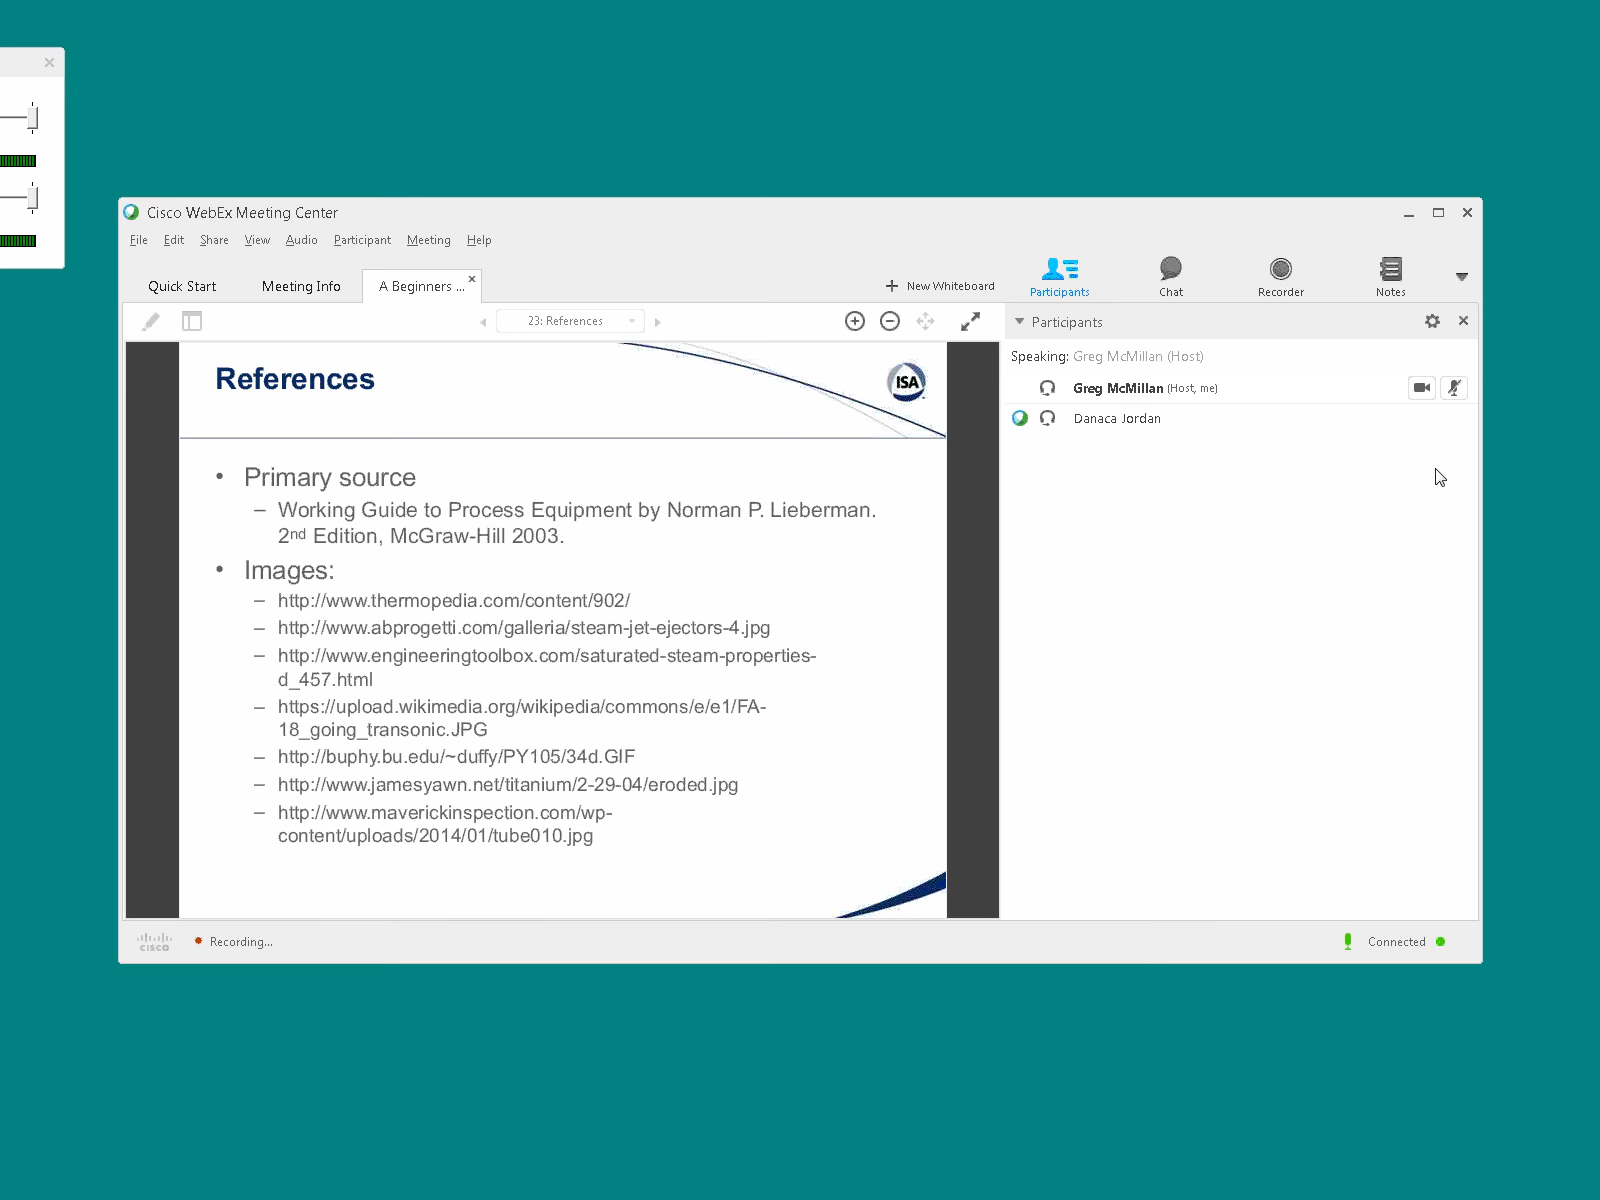 Cisco WebEx Meeting Center
File Edit Share View Audio Participant Meeting Help
Quick Start Meeting Info A Beginners ... New Whiteboard Participants Chat Recorder Notes
23: References
Participants
Speaking: Greg McMillan (Host)
Greg McMillan (Host, me)
Danaca Jordan
References
ISA
• Primary source
– Working Guide to Process Equipment by Norman P. Lieberman.
2nd Edition, McGraw-Hill 2003.
• Images:
– http://www.thermopedia.com/content/902/
– http://www.abprogetti.com/galleria/steam-jet-ejectors-4.jpg
– http://www.engineeringtoolbox.com/saturated-steam-properties-
d_457.html
– https://upload.wikimedia.org/wikipedia/commons/e/e1/FA-
18_going_transonic.JPG
– http://buphy.bu.edu/~duffy/PY105/34d.GIF
– http://www.jamesyawn.net/titanium/2-29-04/eroded.jpg
– http://www.maverickinspection.com/wp-
content/uploads/2014/01/tube010.jpg
cisco Recording... Connected